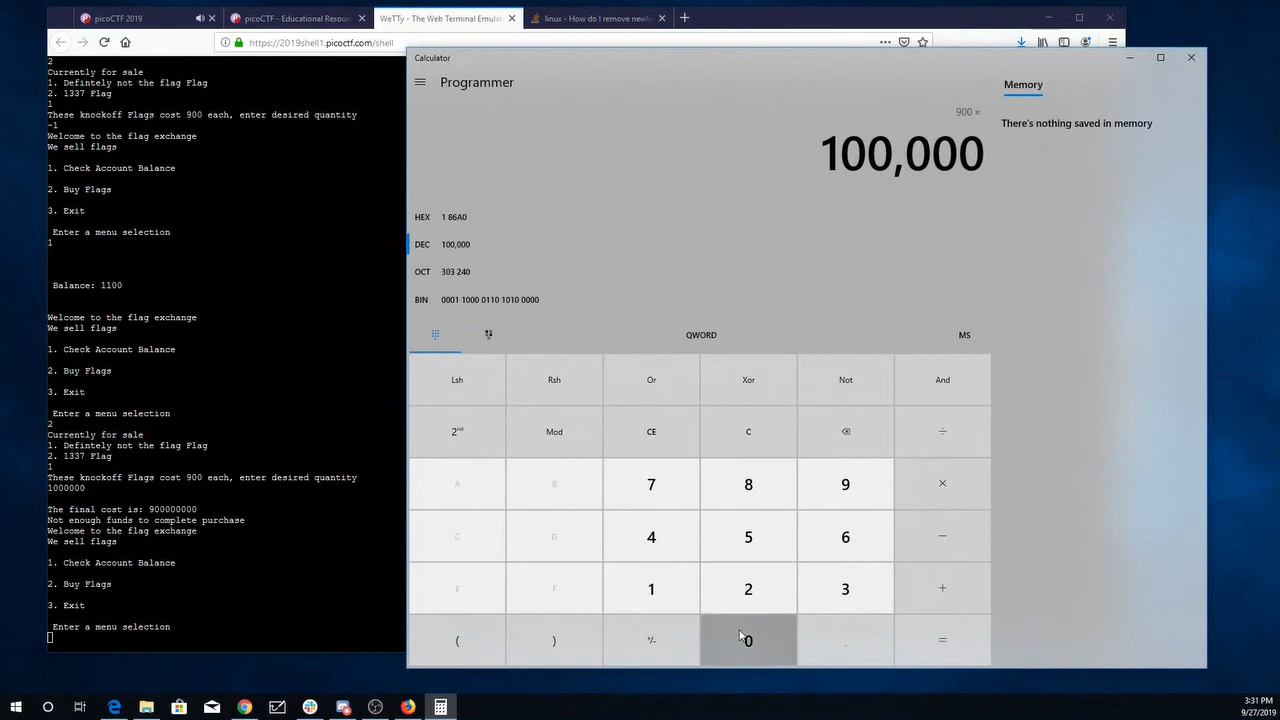 picoCTF 2019
picoCTF - Educational Resour
WeTTy - The Web Terminal Emulat
linux - How do I remove newli
https://2019shell1.picoctf.com/shell
2
Currently for sale
1. Defintely not the flag Flag
2. 1337 Flag
1
These knockoff Flags cost 900 each, enter desired quantity
-1
Welcome to the flag exchange
We sell flags
1. Check Account Balance
2. Buy Flags
3. Exit
Enter a menu selection
1
Balance: 1100
Welcome to the flag exchange
We sell flags
1. Check Account Balance
2. Buy Flags
3. Exit
Enter a menu selection
2
Currently for sale
1. Defintely not the flag Flag
2. 1337 Flag
1
These knockoff Flags cost 900 each, enter desired quantity
1000000
The final cost is: 900000000
Not enough funds to complete purchase
Welcome to the flag exchange
We sell flags
1. Check Account Balance
2. Buy Flags
3. Exit
Enter a menu selection
Calculator
Programmer
Memory
There's nothing saved in memory
900 ×
100,000
HEX 1 86A0
DEC 100,000
OCT 303 240
BIN 0001 1000 0110 1010 0000
QWORD MS
Lsh Rsh Or Xor Not And
2nd Mod CE C ÷
A B 7 8 9 ×
C D 4 5 6 −
E F 1 2 3 +
( ) +/- 0 . =
3:31 PM
9/27/2019